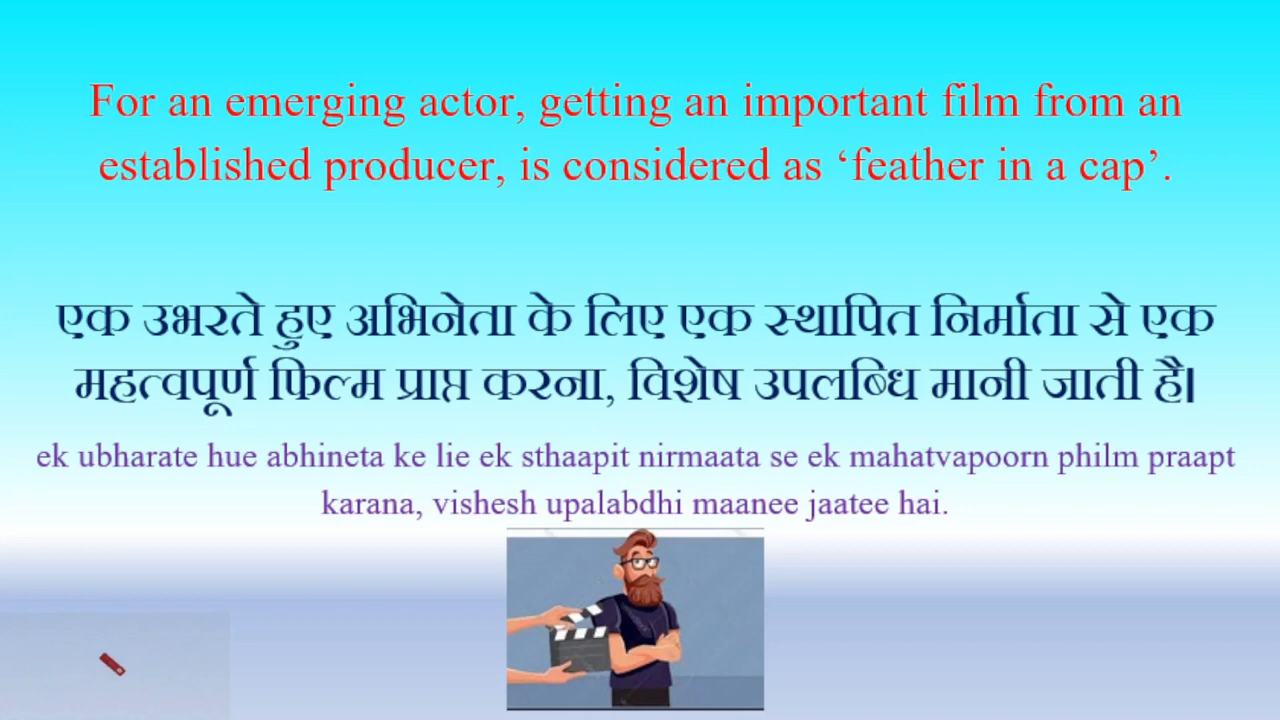 For an emerging actor, getting an important film from an
established producer, is considered as ‘feather in a cap’.
एक उभरते हुए अभिनेता के लिए एक स्थापित निर्माता से एक
महत्वपूर्ण फिल्म प्राप्त करना, विशेष उपलब्धि मानी जाती है।
ek ubharate hue abhineta ke lie ek sthaapit nirmaata se ek mahatvapoorn philm praapt
karana, vishesh upalabdhi maanee jaatee hai.